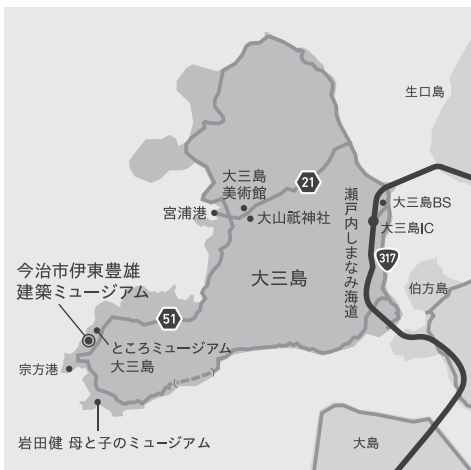 生口島
大三島
美術館
21
宮浦港
大山祇神社
瀬戸内しまなみ海道
大三島BS
大三島IC
317
大三島
伯方島
今治市伊東豊雄
建築ミュージアム
51
ところミュージアム
大三島
宗方港
岩田健 母と子のミュージアム
大島